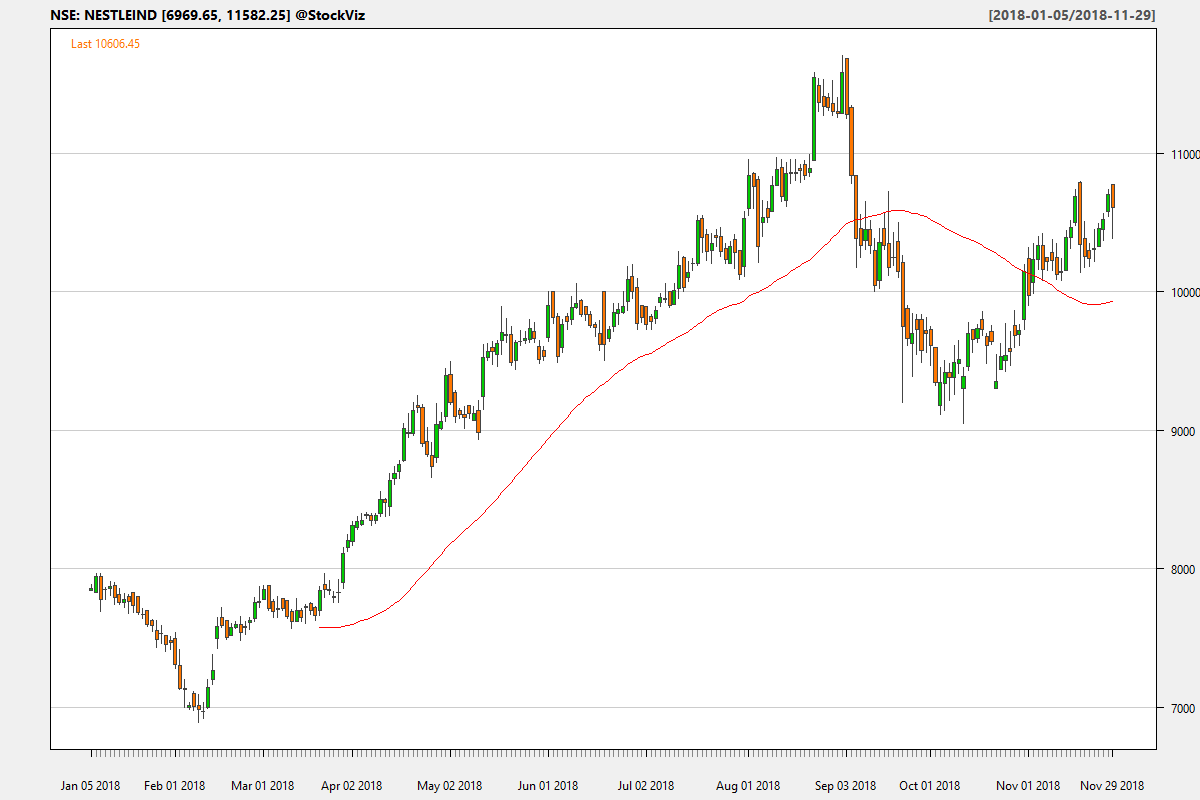 NSE: NESTLEIND [6969.65, 11582.25] @StockViz
[2018-01-05/2018-11-29]
Last 10606.45
11000
10000
9000
8000
7000
Jan 05 2018 Feb 01 2018 Mar 01 2018 Apr 02 2018 May 02 2018 Jun 01 2018 Jul 02 2018 Aug 01 2018 Sep 03 2018 Oct 01 2018 Nov 01 2018 Nov 29 2018